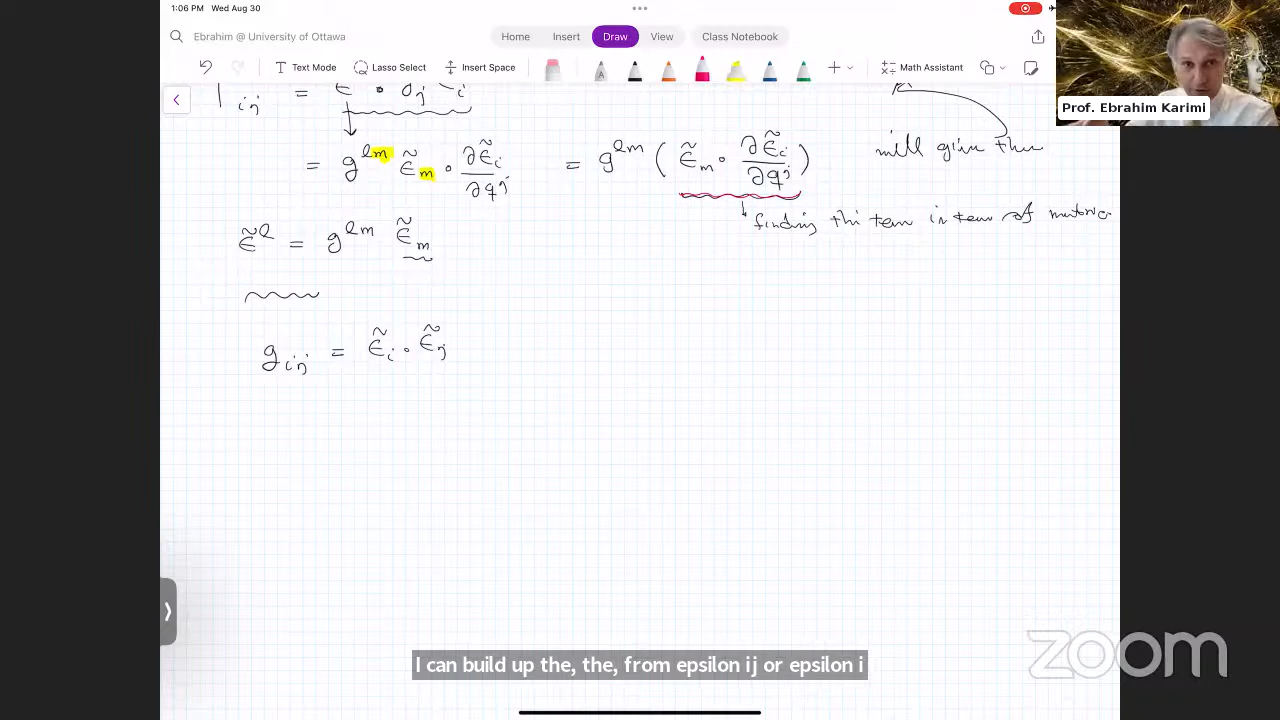 1:06 PM Wed Aug 30
Ebrahim @ University of Ottawa
Home Insert Draw View Class Notebook
Text Mode Lasso Select Insert Space Math Assistant
Prof. Ebrahim Karimi
= g^{lm} ε̃_m · ∂ε̃_i/∂q_j = g^{lm} ( ε̃_m · ∂ε̃_i/∂q_j ) will give the
finding this term in term of metric
ε̃^l = g^{lm} ε̃_m
g_{ij} = ε̃_i · ε̃_j
I can build up the, the, from epsilon ij or epsilon i
zoom